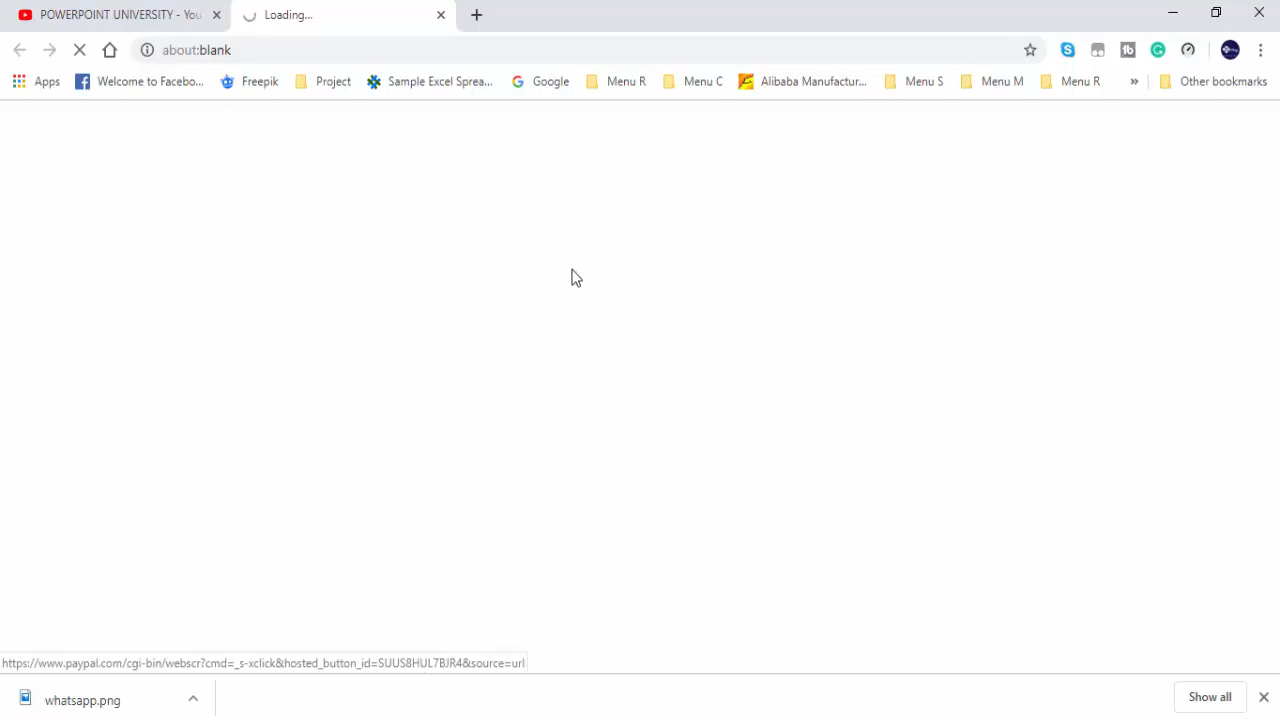 POWERPOINT UNIVERSITY - You
Loading...
about:blank
Apps
Welcome to Facebo...
Freepik
Project
Sample Excel Sprea...
Google
Menu R
Menu C
Alibaba Manufactur...
Menu S
Menu M
Menu R
»
Other bookmarks
https://www.paypal.com/cgi-bin/webscr?cmd=_s-xclick&hosted_button_id=SUUS8HUL7BJR4&source=url
whatsapp.png
Show all